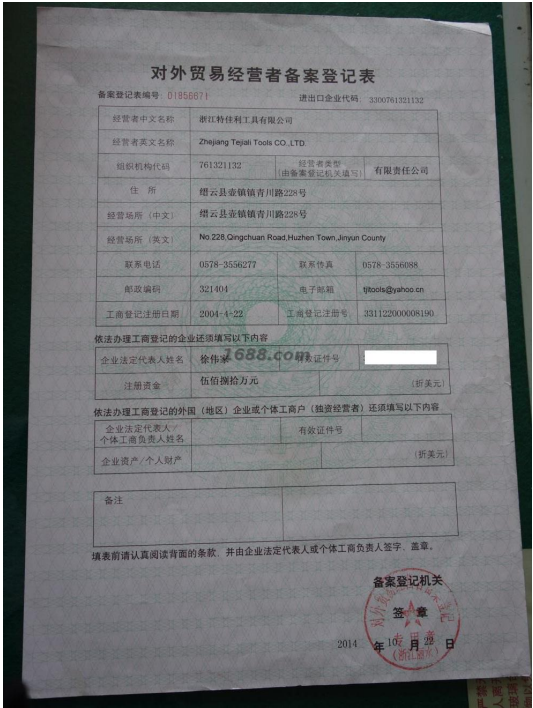 对外贸易经营者备案登记表
备案登记表编号: 01856671
进出口企业代码: 3300761321132
经营者中文名称 浙江特佳利工具有限公司
经营者英文名称 Zhejiang Tejiali Tools CO.,LTD
组织机构代码 761321132 经营者类型 有限责任公司
(由备案登记机关填写)
住 所 缙云县壶镇镇青川路228号
经营场所(中文) 缙云县壶镇镇青川路228号
经营场所(英文) No.228,Qingchuan Road,Huzhen Town,Jinyun County
联系电话 0578-3556277 联系传真 0578-3556088
邮政编码 321404 电子邮箱 tjltools@yahoo.cn
工商登记注册日期 2004-4-22 工商登记注册号 331122000008190
依法办理工商登记的企业还须填写以下内容
企业法定代表人姓名 徐伟 有效证件号
1688.com
注册资金 伍佰捌拾万元 (折美元)
依法办理工商登记的外国(地区)企业或个体工商户(独资经营者)还须填写以下内容
企业法定代表人/ 有效证件号
个体工商负责人姓名
企业资产/个人财产 (折美元)
备注
填表前请认真阅读背面的条款,并由企业法定代表人或个体工商负责人签字、盖章。
备案登记机关
签 章
专用章
2014 年 10 月 22 日